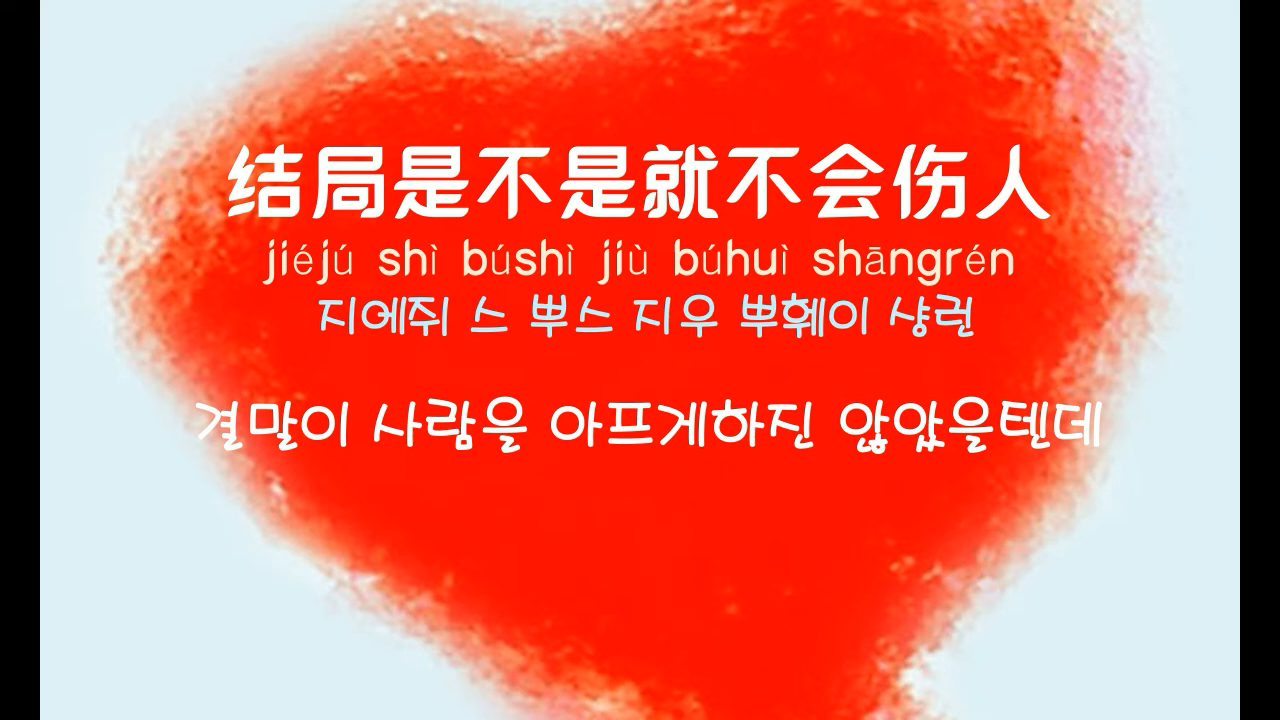 结局是不是就不会伤人
jiéjú shì búshì jiù búhuì shāngrén
지에쥐 스 뿌스 지우 뿌훼이 샹런
결말이 사람을 아프게하진 않았을텐데